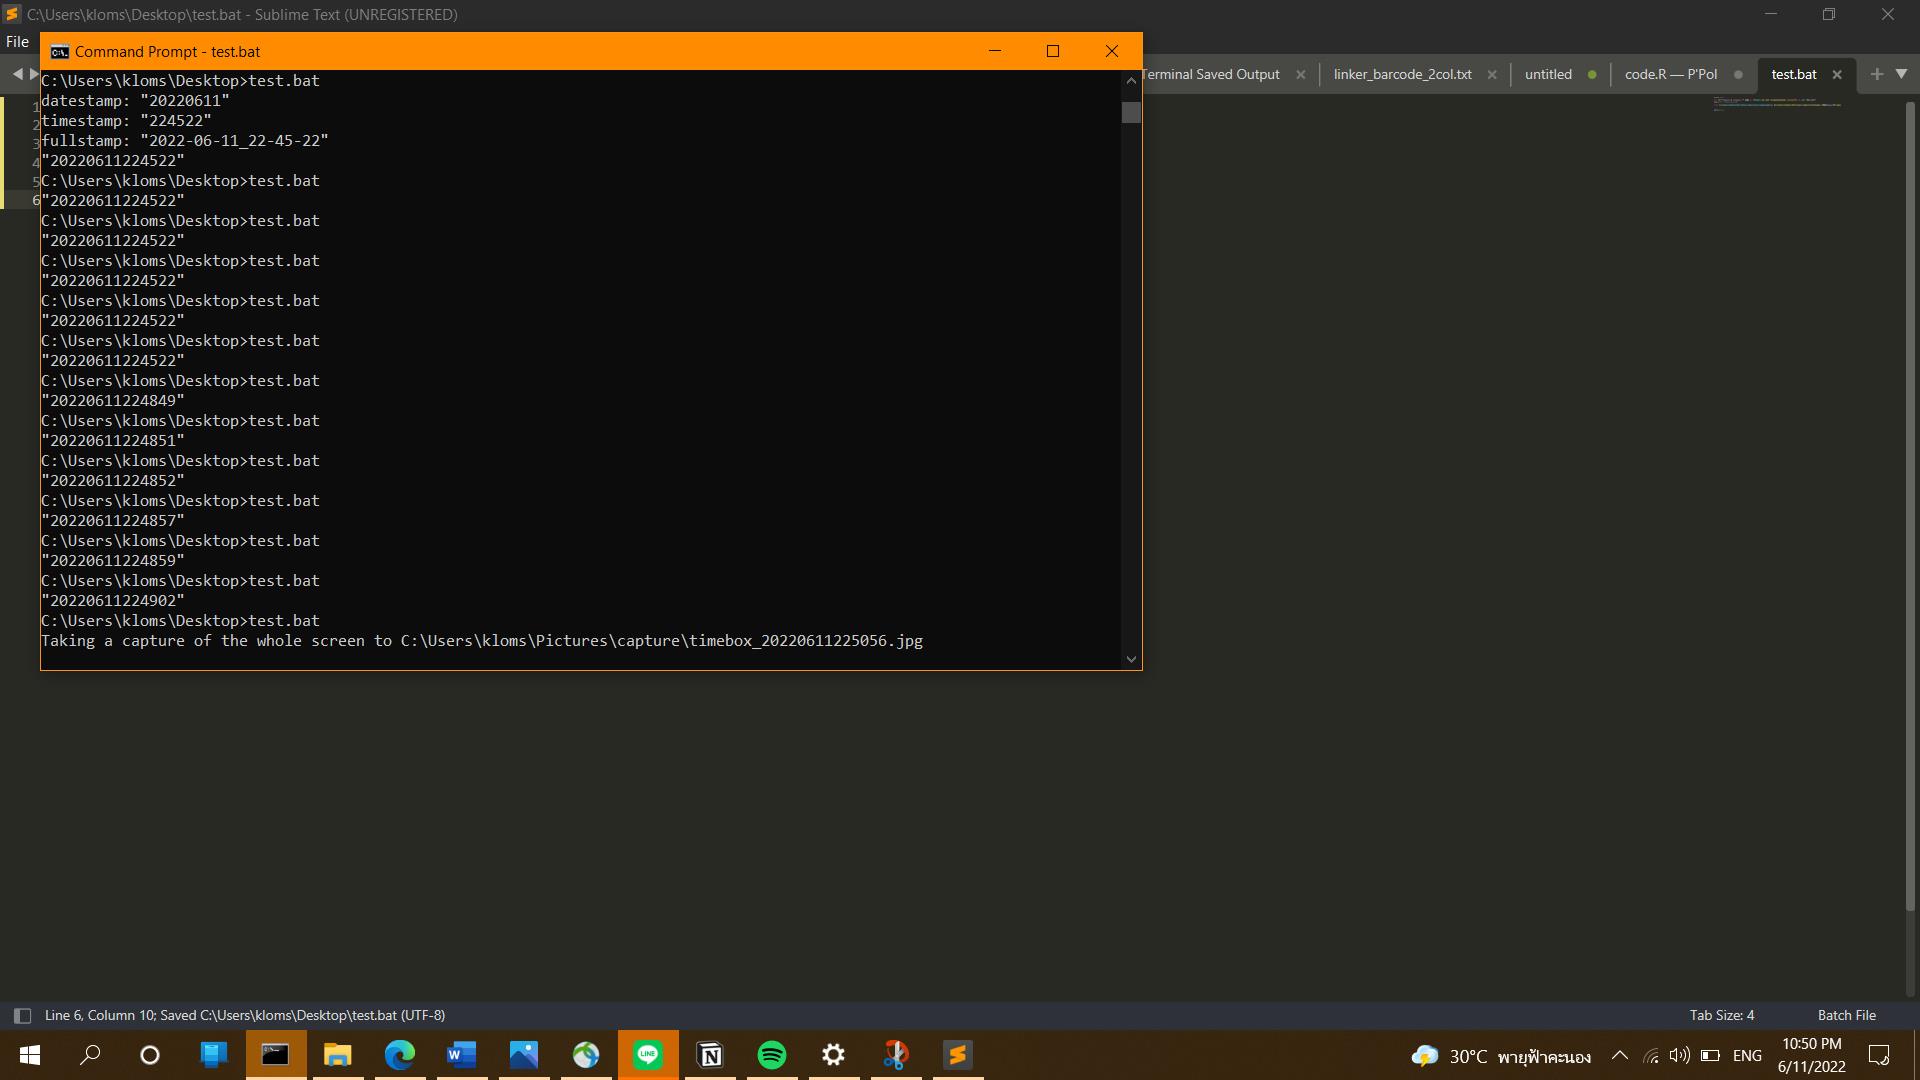 C:\Users\kloms\Desktop\test.bat - Sublime Text (UNREGISTERED)
File
Command Prompt - test.bat
Terminal Saved Output
linker_barcode_2col.txt
untitled
code.R — P'Pol
test.bat
1
2
3
4
5
6
C:\Users\kloms\Desktop>test.bat
datestamp: "20220611"
timestamp: "224522"
fullstamp: "2022-06-11_22-45-22"
"20220611224522"
C:\Users\kloms\Desktop>test.bat
"20220611224522"
C:\Users\kloms\Desktop>test.bat
"20220611224522"
C:\Users\kloms\Desktop>test.bat
"20220611224522"
C:\Users\kloms\Desktop>test.bat
"20220611224522"
C:\Users\kloms\Desktop>test.bat
"20220611224522"
C:\Users\kloms\Desktop>test.bat
"20220611224849"
C:\Users\kloms\Desktop>test.bat
"20220611224851"
C:\Users\kloms\Desktop>test.bat
"20220611224852"
C:\Users\kloms\Desktop>test.bat
"20220611224857"
C:\Users\kloms\Desktop>test.bat
"20220611224859"
C:\Users\kloms\Desktop>test.bat
"20220611224902"
C:\Users\kloms\Desktop>test.bat
Taking a capture of the whole screen to C:\Users\kloms\Pictures\capture\timebox_20220611225056.jpg
Line 6, Column 10; Saved C:\Users\kloms\Desktop\test.bat (UTF-8)
Tab Size: 4
Batch File
LINE
30°C พายุฟ้าคะนอง
ENG
10:50 PM
6/11/2022